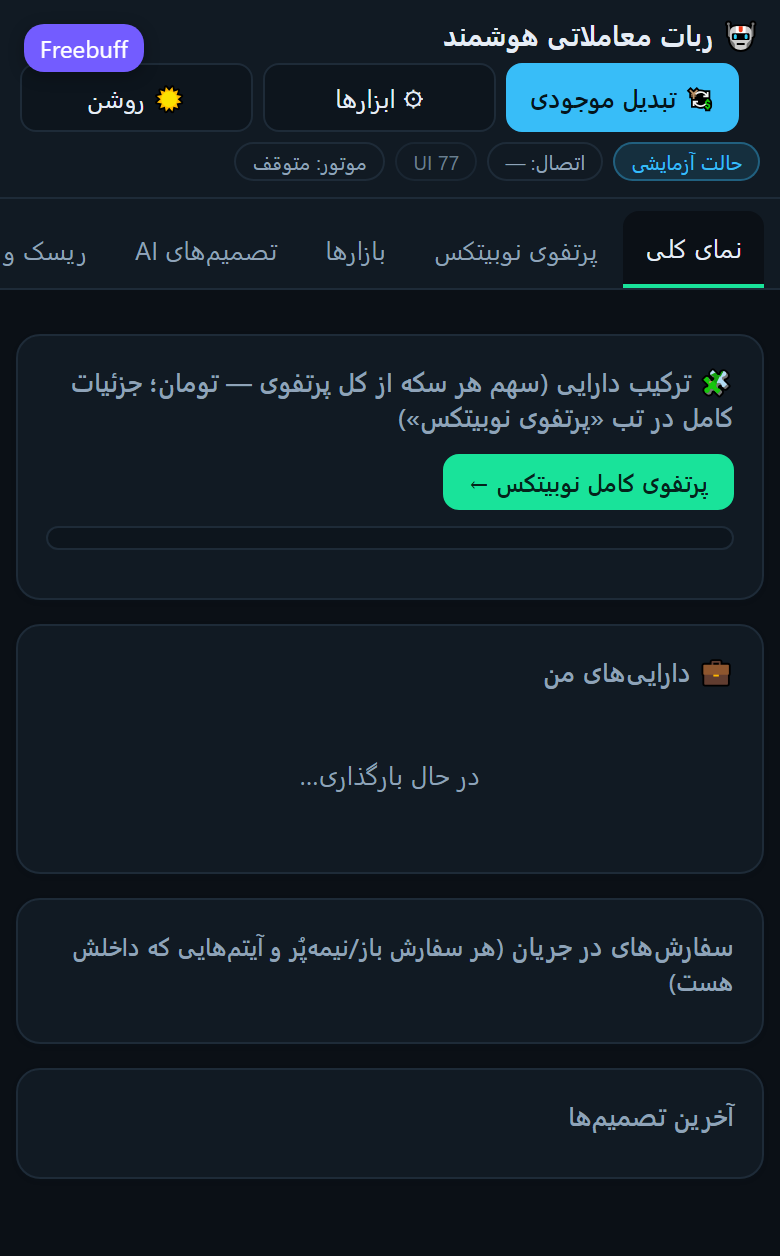 ربات معاملاتی هوشمند
Freebuff
تبدیل موجودی
ابزارها
روشن
حالت آزمایشی
اتصال: —
UI 77
موتور: متوقف
نمای کلی
پرتفوی نوبیتکس
بازارها
تصمیم‌های AI
ریسک و
ترکیب دارایی (سهم هر سکه از کل پرتفوی — تومان؛ جزئیات
کامل در تب «پرتفوی نوبیتکس»)
پرتفوی کامل نوبیتکس ←
دارایی‌های من
در حال بارگذاری...
سفارش‌های در جریان (هر سفارش باز/نیمه‌پُر و آیتم‌هایی که داخلش
هست)
آخرین تصمیم‌ها